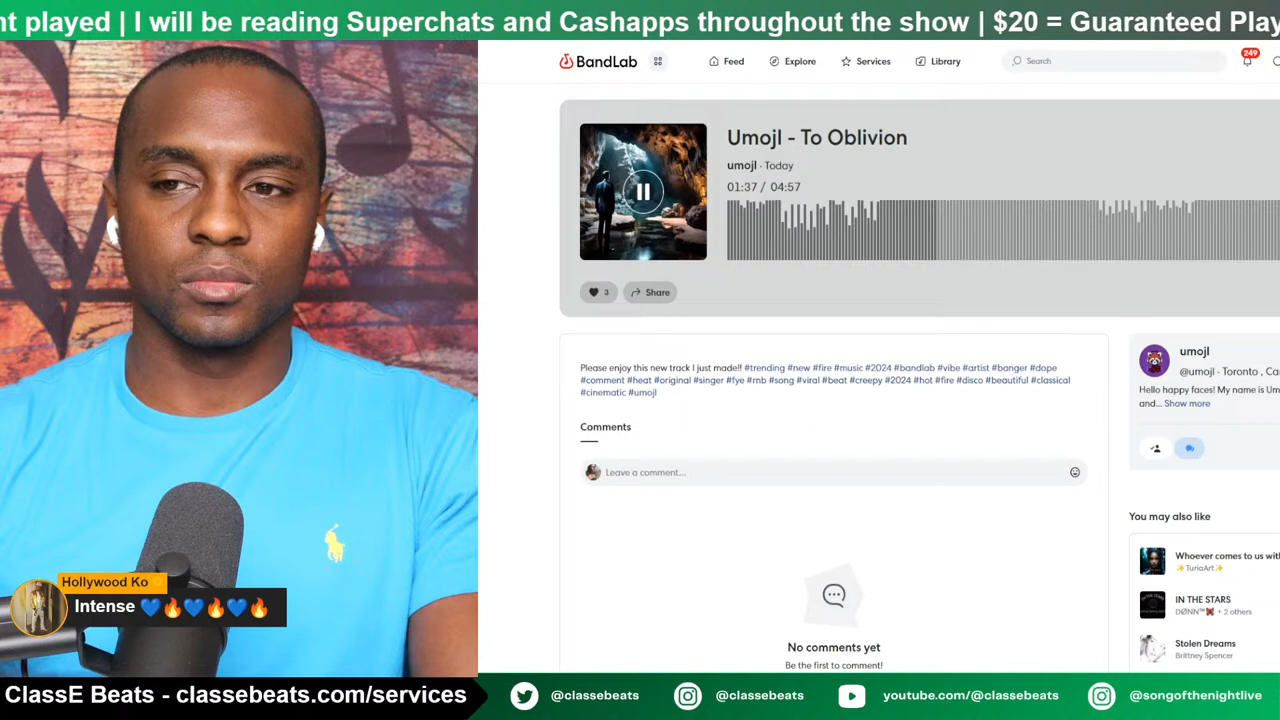 nt played | I will be reading Superchats and Cashapps throughout the show | $20 = Guaranteed Play
BandLab
Feed
Explore
Services
Library
Search
249
Umojl - To Oblivion
umojl · Today
01:37 / 04:57
3
Share
Please enjoy this new track I just made!! #trending #new #fire #music #2024 #bandlab #vibe #artist #banger #dope
#comment #heat #original #singer #fye #rnb #song #viral #beat #creepy #2024 #hot #fire #disco #beautiful #classical
#cinematic #umojl
Comments
Leave a comment...
No comments yet
Be the first to comment!
umojl
@umojl · Toronto , Ca
Hello happy faces! My name is Um
and... Show more
You may also like
Whoever comes to us with
✨TuriaArt✨
IN THE STARS
DØNN™ + 2 others
Stolen Dreams
Brittney Spencer
Hollywood Ko
Intense 💙🔥💙🔥💙🔥
ClassE Beats - classebeats.com/services
@classebeats
@classebeats
youtube.com/@classebeats
@songofthenightlive